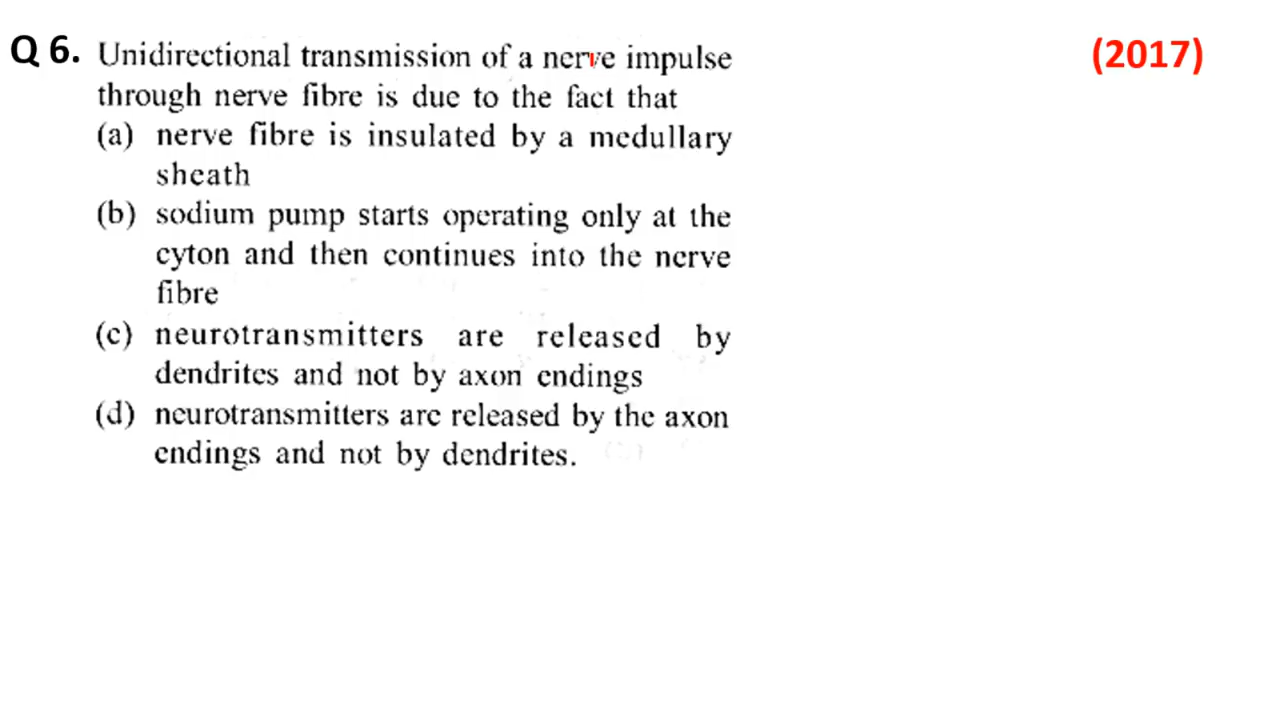 Q 6. Unidirectional transmission of a nerve impulse (2017)
through nerve fibre is due to the fact that
(a) nerve fibre is insulated by a medullary
sheath
(b) sodium pump starts operating only at the
cyton and then continues into the nerve
fibre
(c) neurotransmitters are released by
dendrites and not by axon endings
(d) neurotransmitters are released by the axon
endings and not by dendrites.